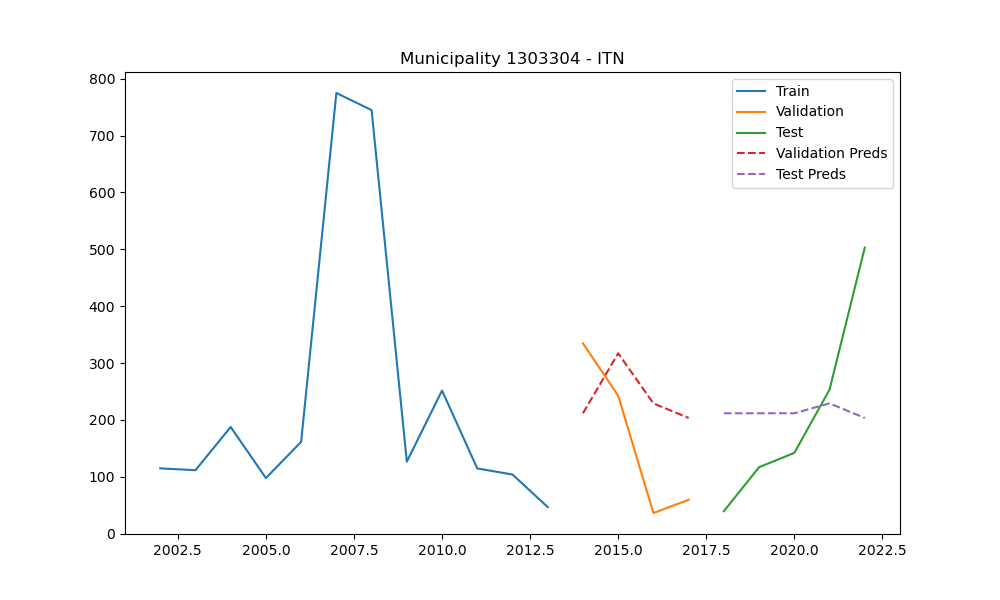 Municipality 1303304 - ITN
800
700
600
500
400
300
200
100
0
2002.5 2005.0 2007.5 2010.0 2012.5 2015.0 2017.5 2020.0 2022.5
Train
Validation
Test
Validation Preds
Test Preds